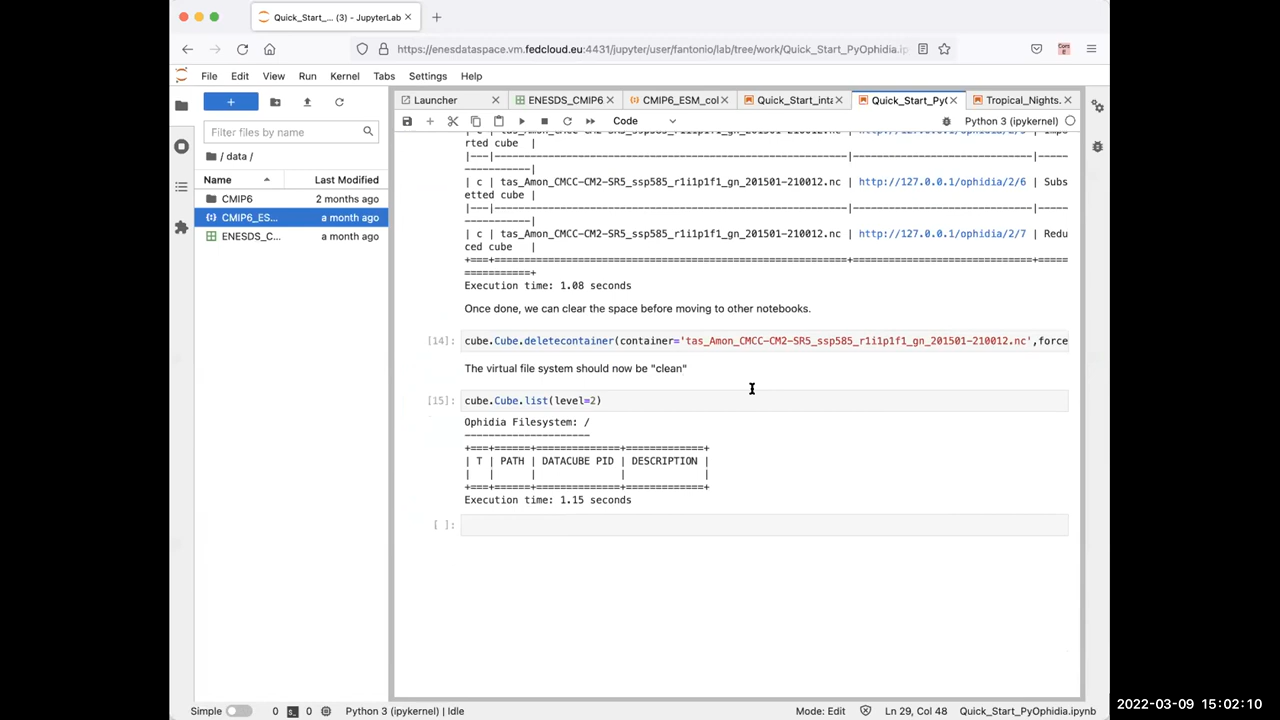 Quick_Start_... (3) - JupyterLab
https://enesdataspace.vm.fedcloud.eu:4431/jupyter/user/fantonio/lab/tree/work/Quick_Start_PyOphidia.ip
File Edit View Run Kernel Tabs Settings Help
+
Filter files by name
/ data /
Name Last Modified
CMIP6 2 months ago
CMIP6_ES... a month ago
ENESDS_C... a month ago
Launcher ENESDS_CMIP6 CMIP6_ESM_col Quick_Start_inta Quick_Start_Py( Tropical_Nights.
Code Python 3 (ipykernel)
rted cube |
|---|------------------------------------------------------|----------------------------|-----
--------------|
| c | tas_Amon_CMCC-CM2-SR5_ssp585_r1i1p1f1_gn_201501-210012.nc | http://127.0.0.1/ophidia/2/6 | Subs
etted cube |
|---|------------------------------------------------------|----------------------------|-----
--------------|
| c | tas_Amon_CMCC-CM2-SR5_ssp585_r1i1p1f1_gn_201501-210012.nc | http://127.0.0.1/ophidia/2/7 | Redu
ced cube |
+===+======================================================+============================+=====
===========+
Execution time: 1.08 seconds
Once done, we can clear the space before moving to other notebooks.
[14]: cube.Cube.deletecontainer(container='tas_Amon_CMCC-CM2-SR5_ssp585_r1i1p1f1_gn_201501-210012.nc',force
The virtual file system should now be "clean"
[15]: cube.Cube.list(level=2)
Ophidia Filesystem: /
---------------------
+===+======+==============+=============+
| T | PATH | DATACUBE PID | DESCRIPTION |
| | | | |
+===+======+==============+=============+
Execution time: 1.15 seconds
[ ]:
Simple 0 0 Python 3 (ipykernel) | Idle Mode: Edit Ln 29, Col 48 Quick_Start_PyOphidia.ipynb
2022-03-09 15:02:10